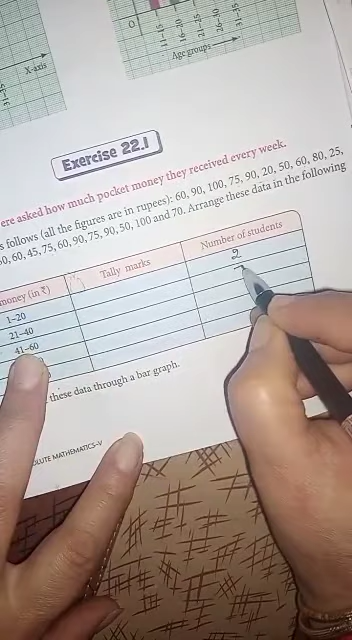 X-axis
31–35
0
11–15
16–20
21–25
26–30
31–35
Age groups
Exercise 22.1
ere asked how much pocket money they received every week.
s follows (all the figures are in rupees): 60, 90, 100, 75, 90, 20, 50, 60, 80, 25,
50, 60, 45, 75, 60, 90, 75, 90, 50, 100 and 70. Arrange these data in the following
money (in ₹) Tally marks Number of students
1–20 2
21–40
41–60
these data through a bar graph.
OLUTE MATHEMATICS–V